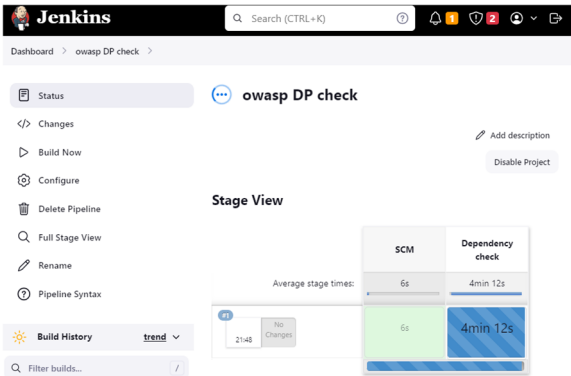 Jenkins
Search (CTRL+K)
1
2
Dashboard > owasp DP check >
Status
Changes
Build Now
Configure
Delete Pipeline
Full Stage View
Rename
Pipeline Syntax
Build History
trend
Filter builds...
/
owasp DP check
Add description
Disable Project
Stage View
SCM
Dependency
check
Average stage times:
6s
4min 12s
#1
21:48
No
Changes
6s
4min 12s